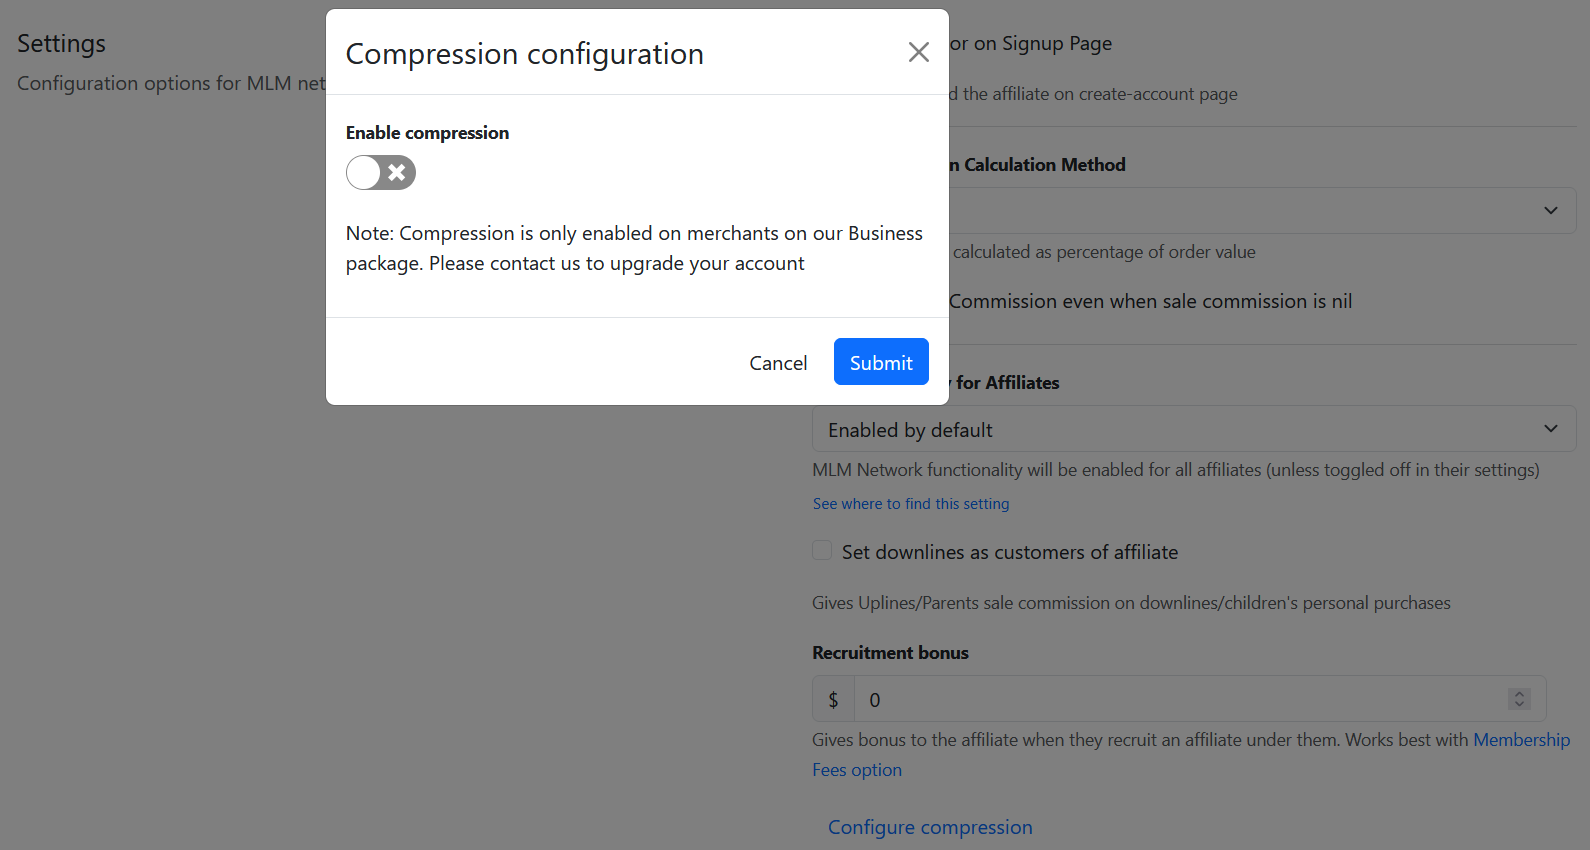 Settings
Configuration options for MLM net
Compression configuration
Enable compression
Note: Compression is only enabled on merchants on our Business
package. Please contact us to upgrade your account
Cancel
Submit
on Signup Page
the affiliate on create-account page
Calculation Method
calculated as percentage of order value
Commission even when sale commission is nil
for Affiliates
Enabled by default
MLM Network functionality will be enabled for all affiliates (unless toggled off in their settings)
See where to find this setting
Set downlines as customers of affiliate
Gives Uplines/Parents sale commission on downlines/children's personal purchases
Recruitment bonus
$ 0
Gives bonus to the affiliate when they recruit an affiliate under them. Works best with Membership
Fees option
Configure compression